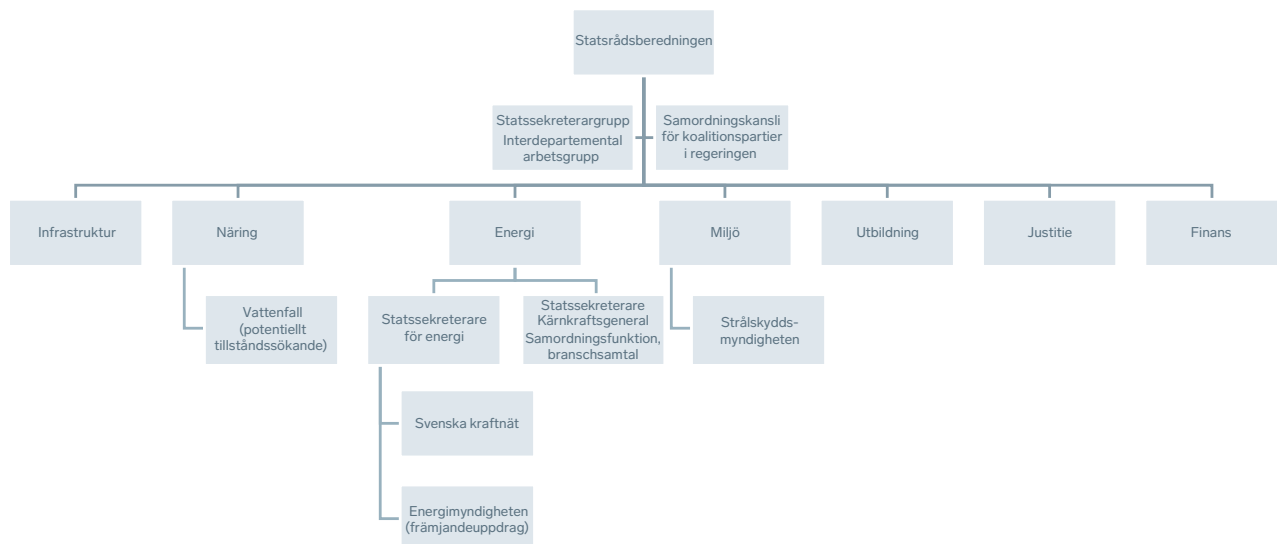 Statsrådsberedningen
Statssekreterargrupp
Interdepartemental
arbetsgrupp
Samordningskansli
för koalitionspartier
i regeringen
Infrastruktur
Näring
Energi
Miljö
Utbildning
Justitie
Finans
Vattenfall
(potentiellt
tillståndssökande)
Statssekreterare
för energi
Statssekreterare
Kärnkraftsgeneral
Samordningsfunktion,
branschsamtal
Strålskydds-
myndigheten
Svenska kraftnät
Energimyndigheten
(främjandeuppdrag)